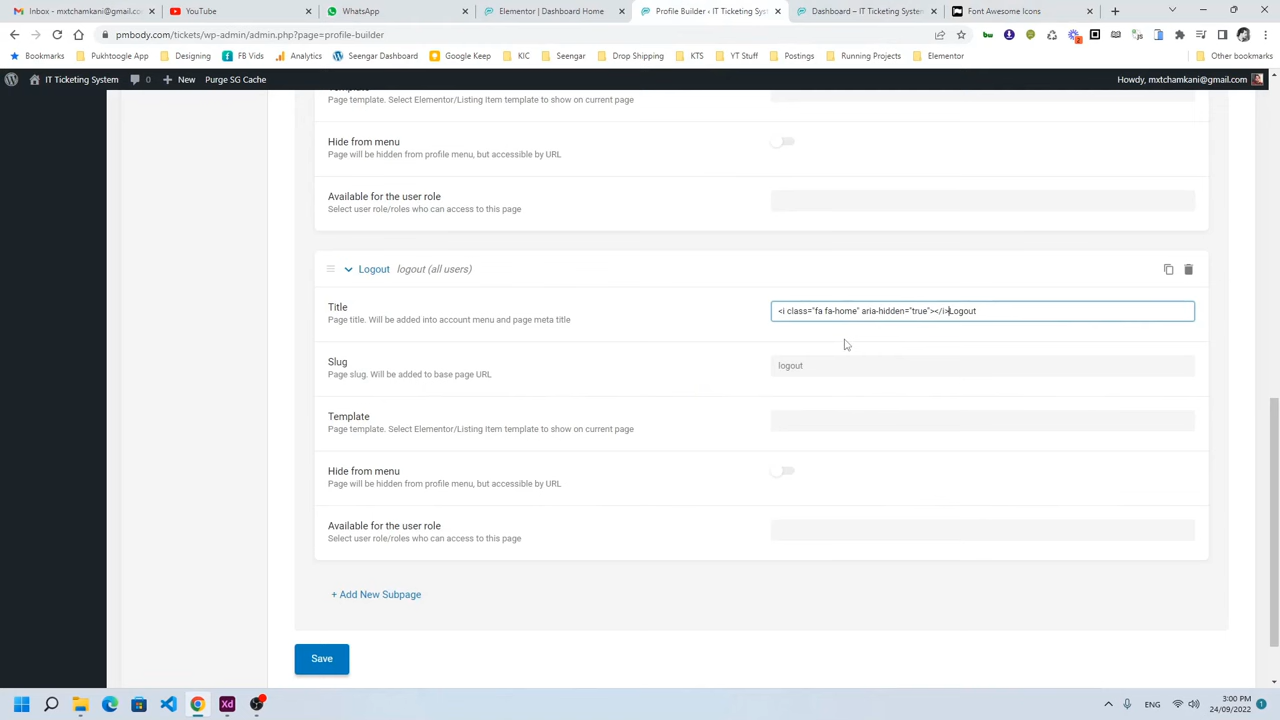 Inbox (33) - mxtchamkani@gmail.c
YouTube
WhatsApp
Elementor Dashboard | Home
Profile Builder ‹ IT Ticketing Syst
Dashboard — IT Ticketing System
Font Awesome Icons
pmbody.com/tickets/wp-admin/admin.php?page=profile-builder
Bookmarks
Pukhtoogle App
Designing
FB Vids
Analytics
Seengar Dashboard
Google Keep
KIC
Seengar
Drop Shipping
KTS
YT Stuff
Postings
Running Projects
Elementor
Other bookmarks
IT Ticketing System
0
New
Purge SG Cache
Howdy, mxtchamkani@gmail.com
Page template. Select Elementor/Listing item template to show on current page
Hide from menu
Page will be hidden from profile menu, but accessible by URL
Available for the user role
Select user role/roles who can access to this page
Logout logout (all users)
Title
Page title. Will be added into account menu and page meta title
<i class="fa fa-home" aria-hidden="true"></i>Logout
Slug
Page slug. Will be added to base page URL
logout
Template
Page template. Select Elementor/Listing item template to show on current page
Hide from menu
Page will be hidden from profile menu, but accessible by URL
Available for the user role
Select user role/roles who can access to this page
+ Add New Subpage
Save
ENG
3:00 PM
24/09/2022